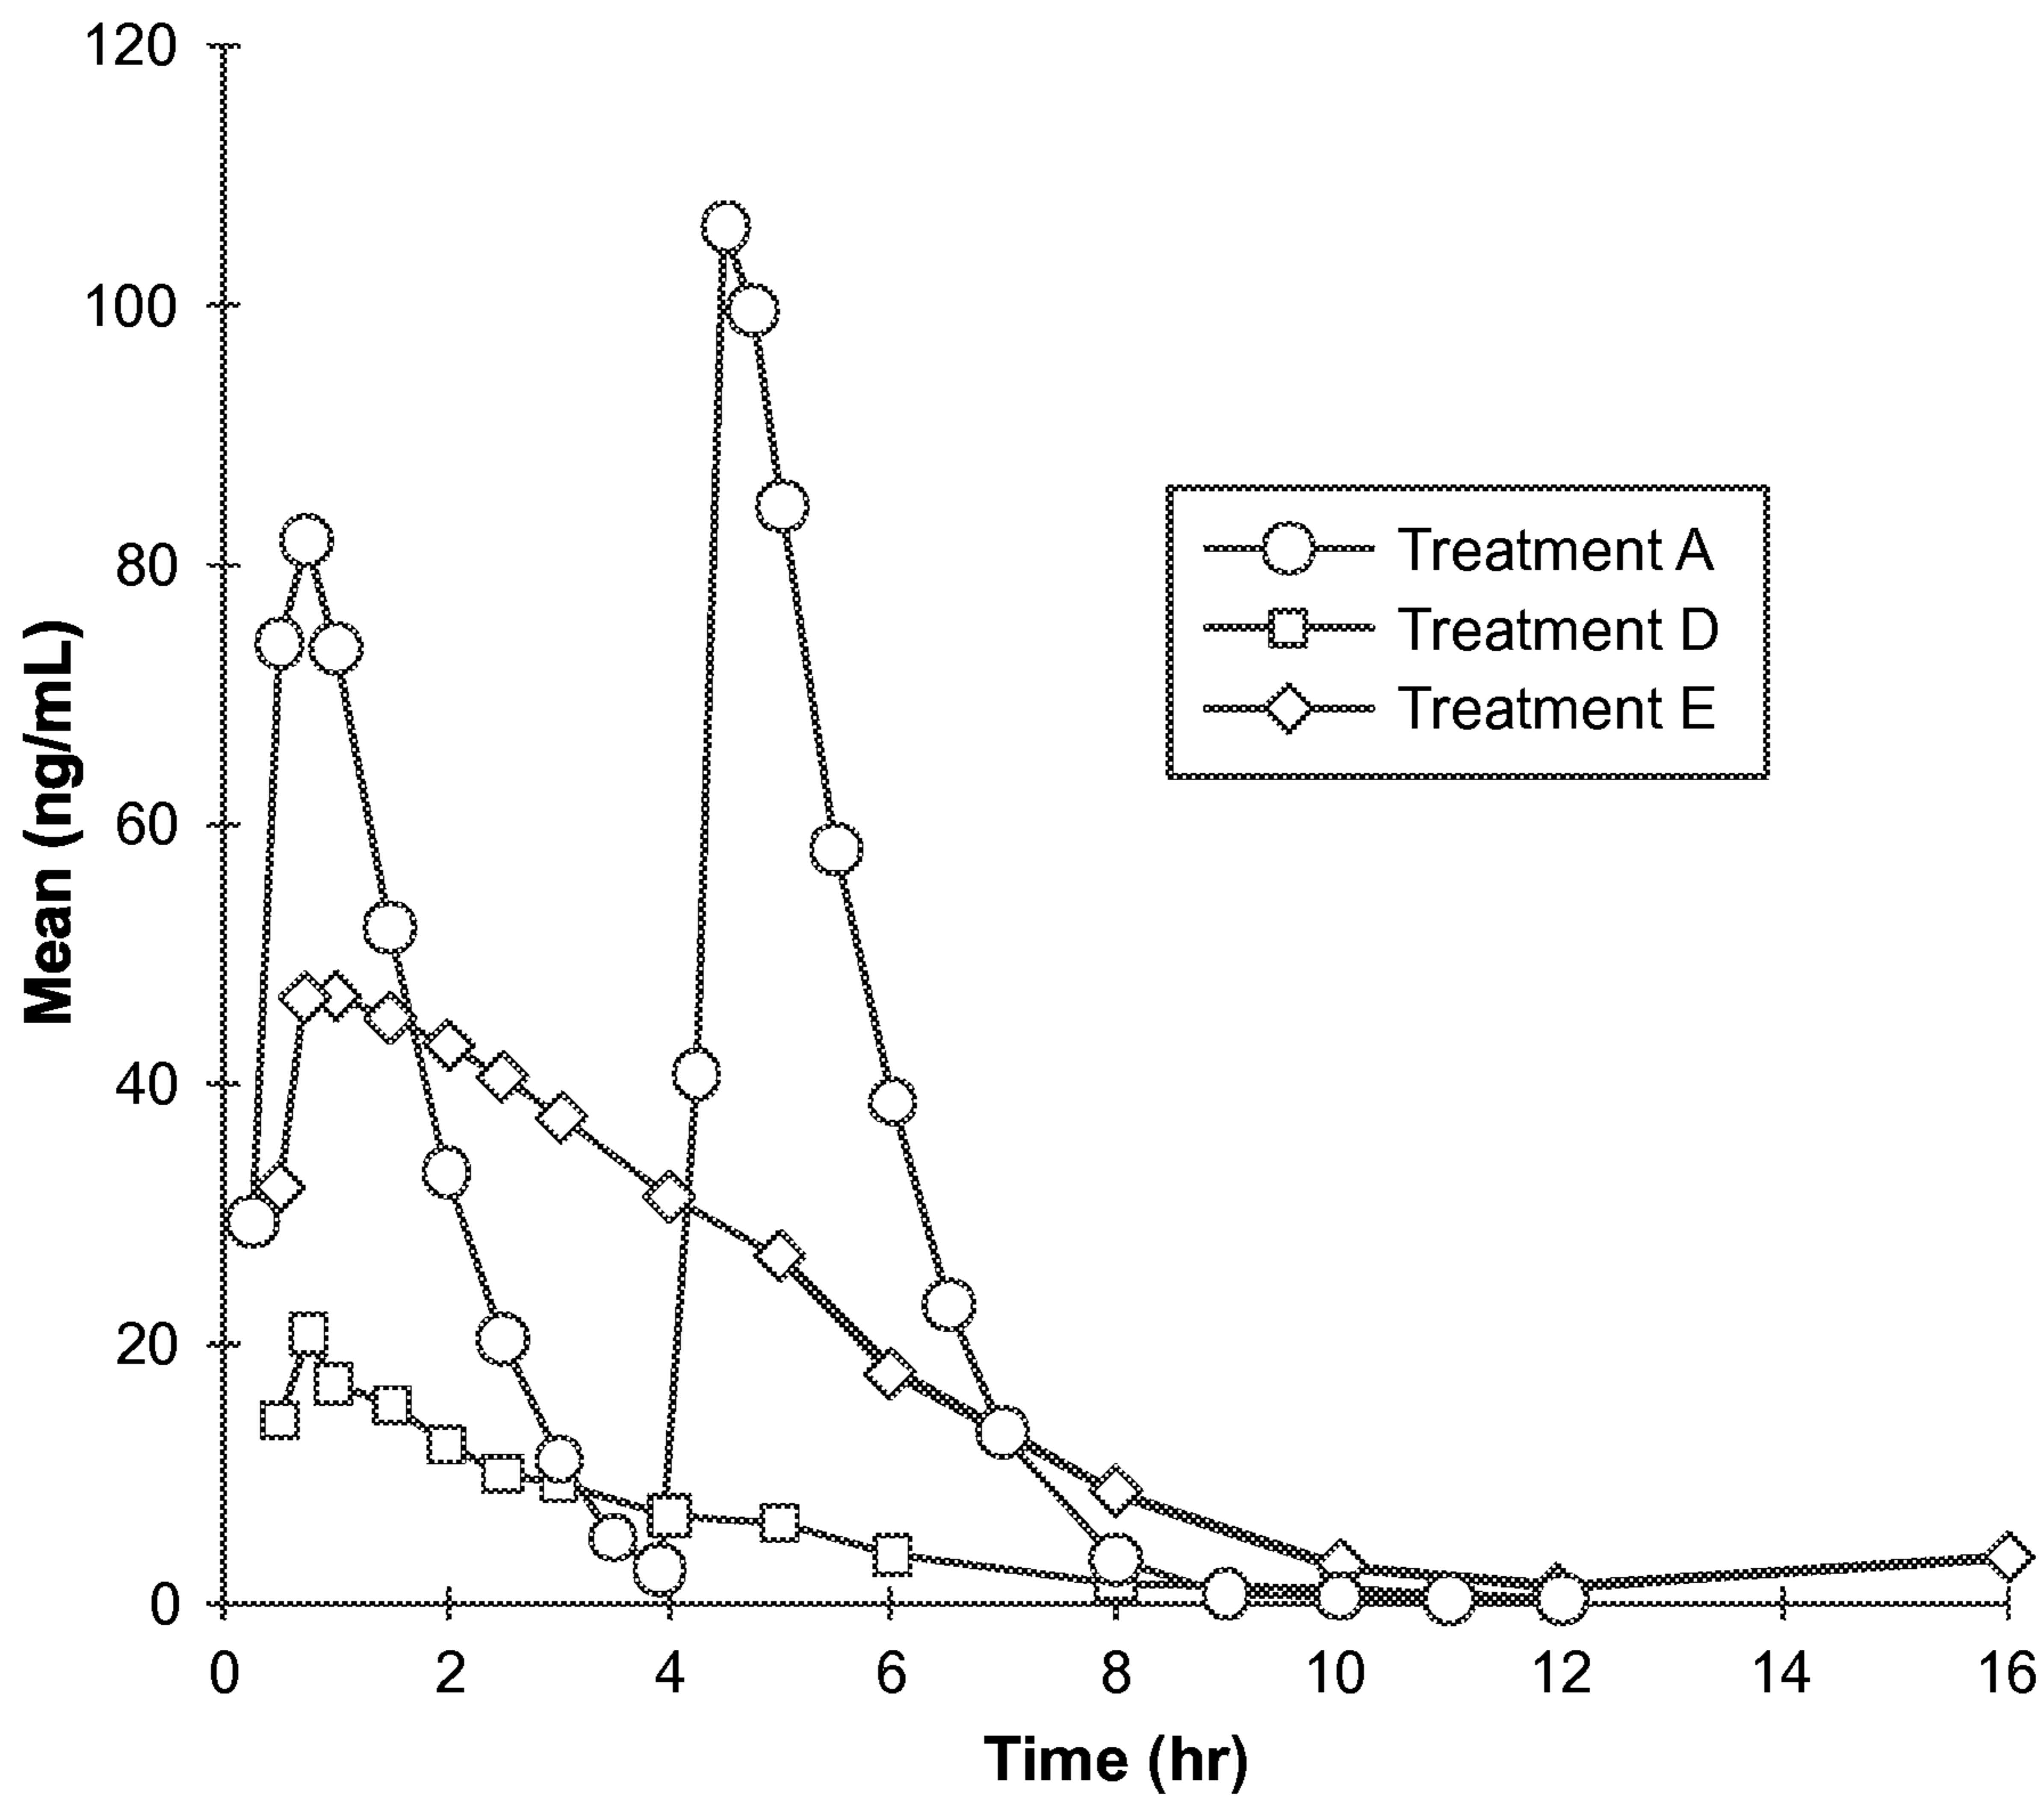 120
100
80
60
40
20
0
Mean (ng/mL)
Treatment A
Treatment D
Treatment E
0 2 4 6 8 10 12 14 16
Time (hr)